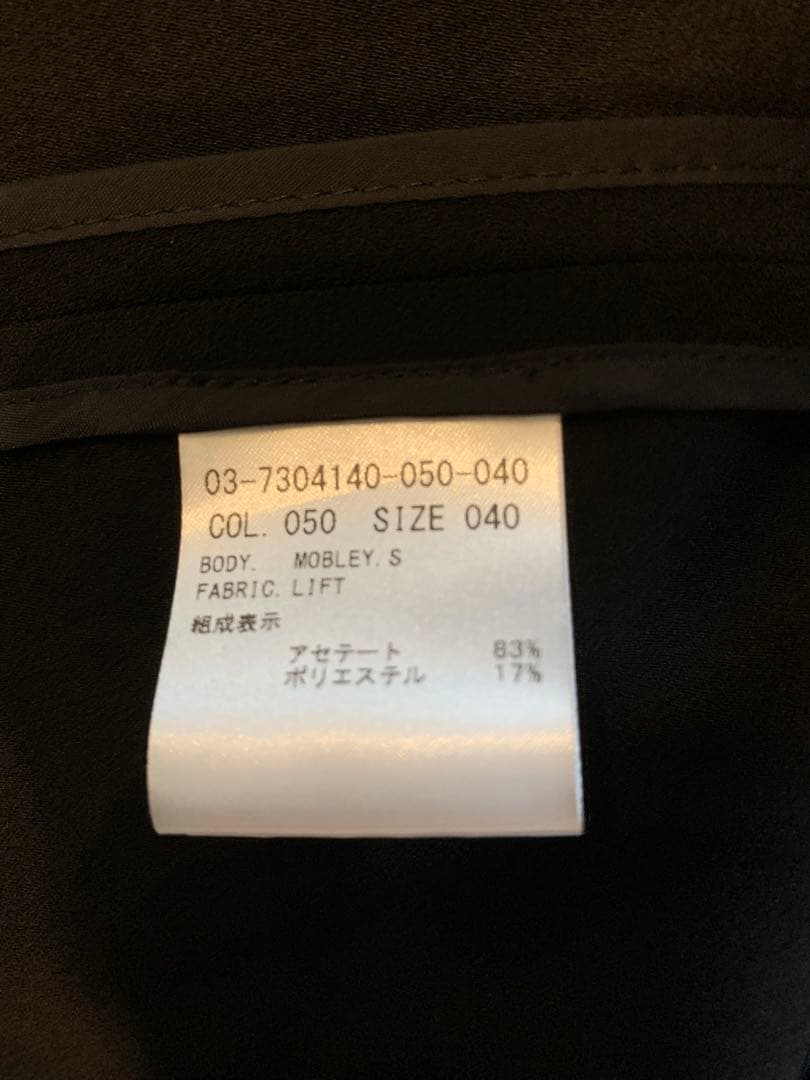 03-7304140-050-040
COL. 050 SIZE 040
BODY. MOBLEY.S
FABRIC.LIFT
組成表示
アセテート 83%
ポリエステル 17%